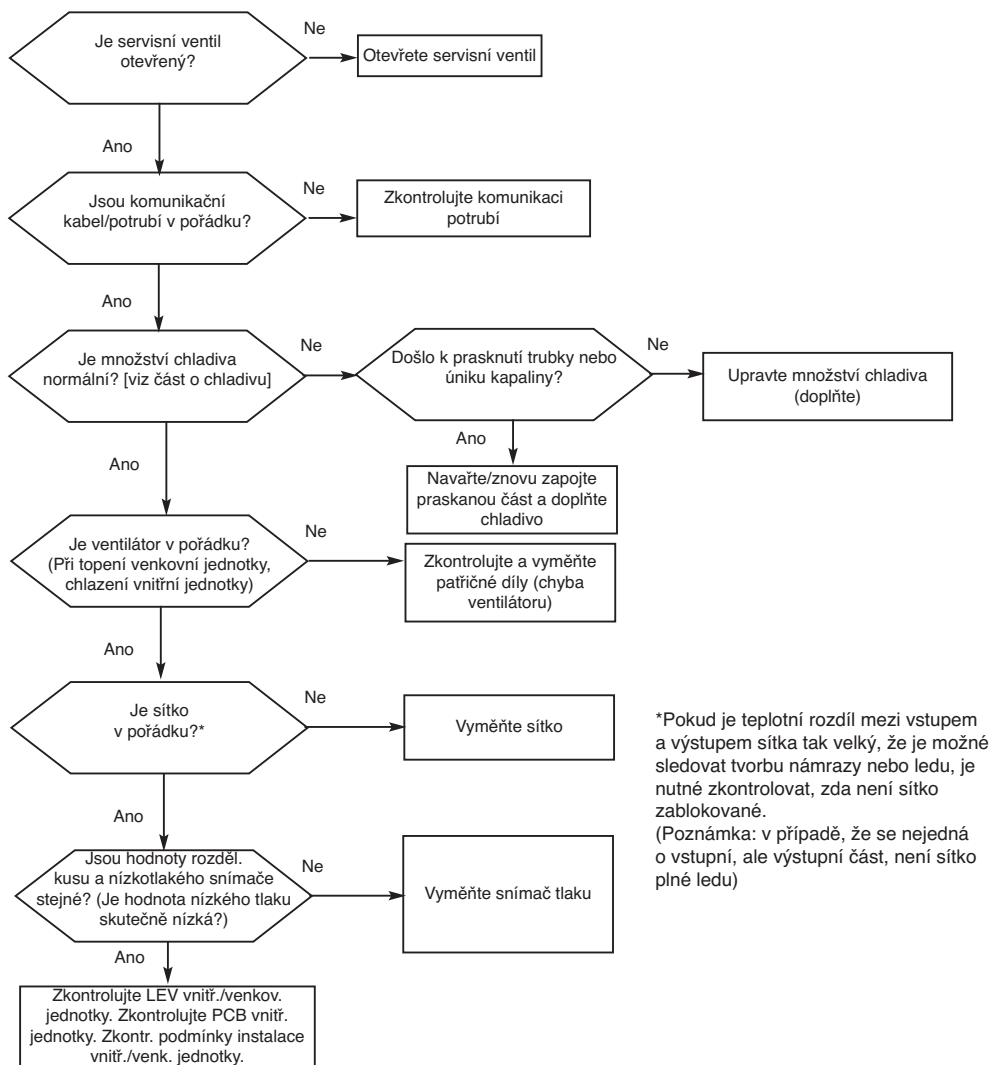 Je servisní ventil
otevřený?
Ne
Otevřete servisní ventil
Ano
Jsou komunikační
kabel/potrubí v pořádku?
Ne
Zkontrolujte komunikaci
potrubí
Ano
Je množství chladiva
normální? [viz část o chladivu]
Ne
Došlo k prasknutí trubky nebo
úniku kapaliny?
Ne
Upravte množství chladiva
(doplňte)
Ano
Navařte/znovu zapojte
praskanou část a doplňte
chladivo
Ano
Je ventilátor v pořádku?
(Při topení venkovní jednotky,
chlazení vnitřní jednotky)
Ne
Zkontrolujte a vyměňte
patřičné díly (chyba
ventilátoru)
Ano
Je sítko
v pořádku?*
Ne
Vyměňte sítko
Ano
Jsou hodnoty rozděl.
kusu a nízkotlakého snímače
stejné? (Je hodnota nízkého tlaku
skutečně nízká?)
Ne
Vyměňte snímač tlaku
Ano
Zkontrolujte LEV vnitř./venkov.
jednotky. Zkontrolujte PCB vnitř.
jednotky. Zkontr. podmínky instalace
vnitř./venk. jednotky.
*Pokud je teplotní rozdíl mezi vstupem
a výstupem sítka tak velký, že je možné
sledovat tvorbu námrazy nebo ledu, je
nutné zkontrolovat, zda není sítko
zablokované.
(Poznámka: v případě, že se nejedná
o vstupní, ale výstupní část, není sítko
plné ledu)